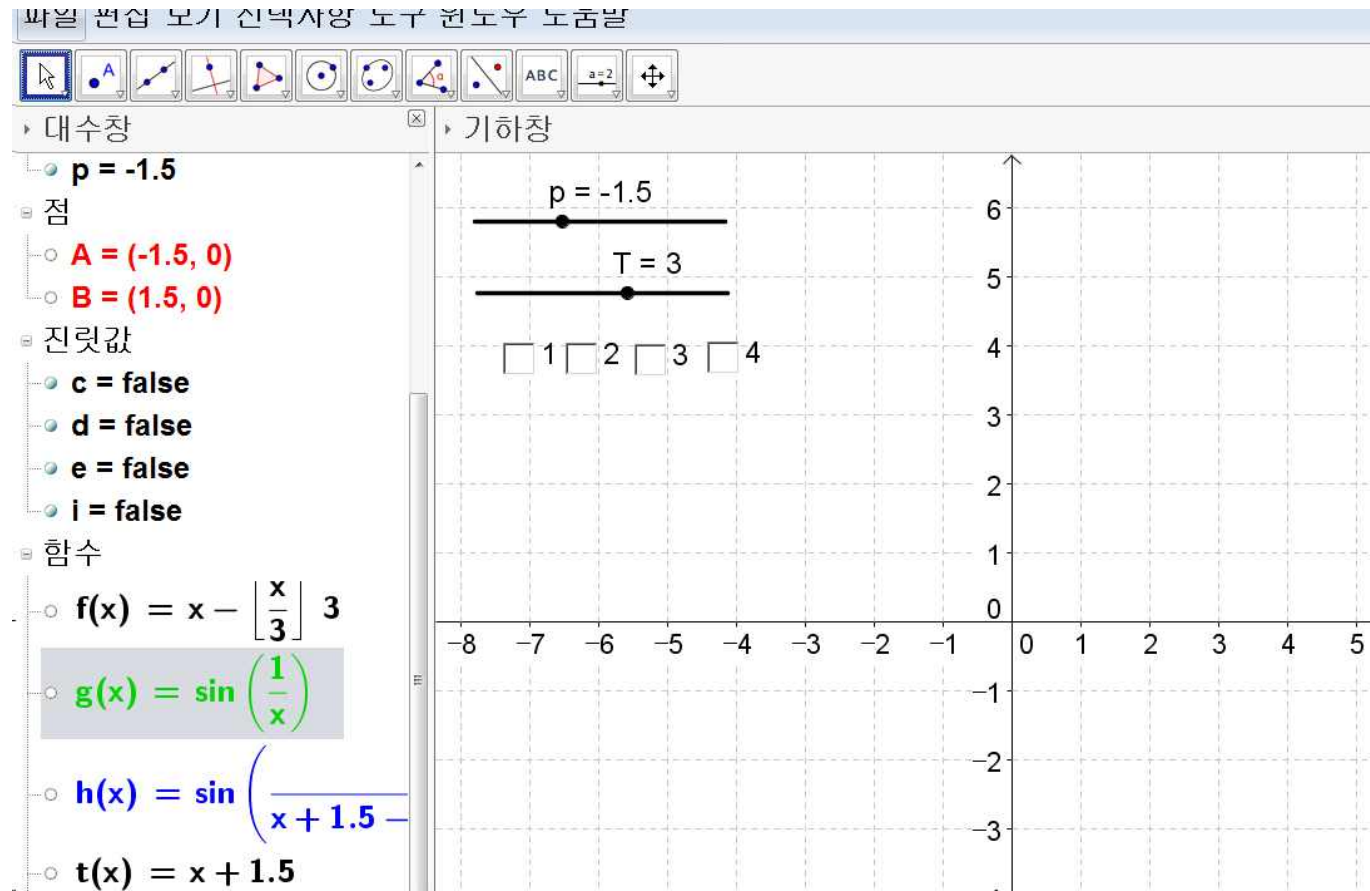 파일 편집 보기 선택사항 도구 윈도우 도움말
A α ABC a=2
대수창
p = -1.5
점
A = (-1.5, 0)
B = (1.5, 0)
진릿값
c = false
d = false
e = false
i = false
함수
f(x) = x − ⌊x/3⌋ 3
g(x) = sin(1/x)
h(x) = sin( x + 1.5 −
t(x) = x + 1.5
기하창
p = -1.5
T = 3
1 2 3 4
6
5
4
3
2
1
0
−8 −7 −6 −5 −4 −3 −2 −1 0 1 2 3 4 5
−1
−2
−3